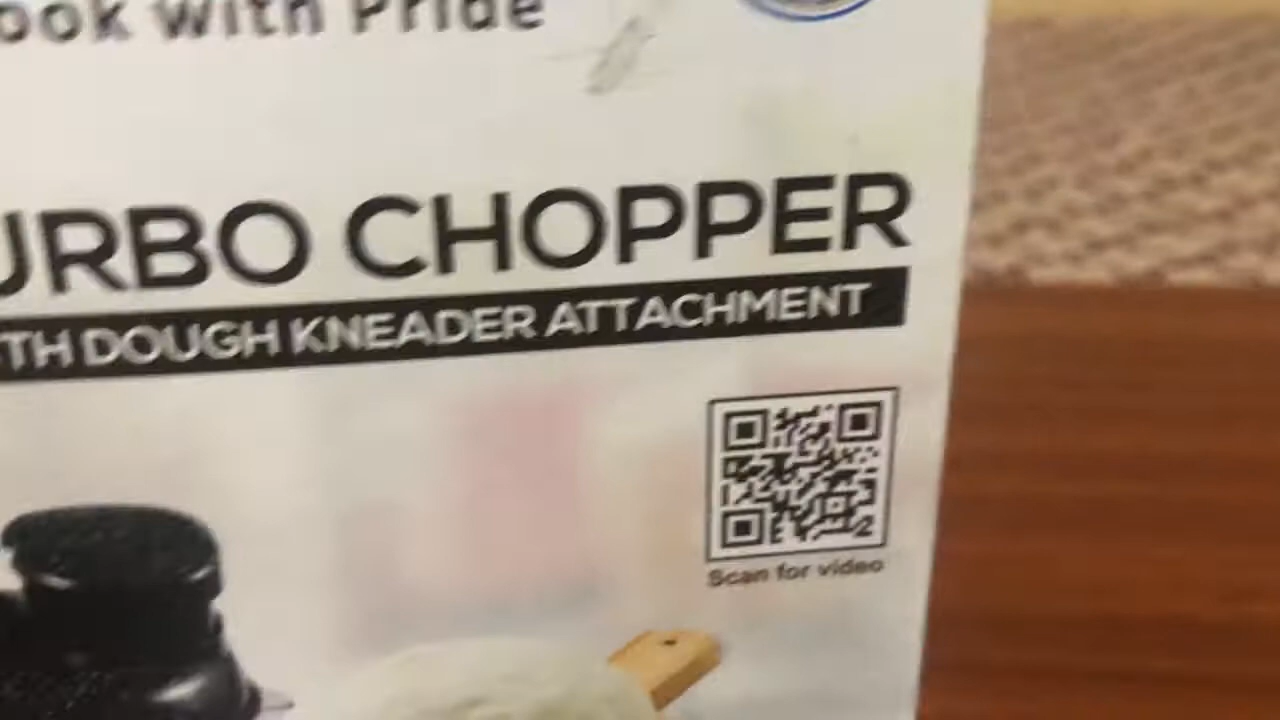 ook with Pride
URBO CHOPPER
TH DOUGH KNEADER ATTACHMENT
Scan for video